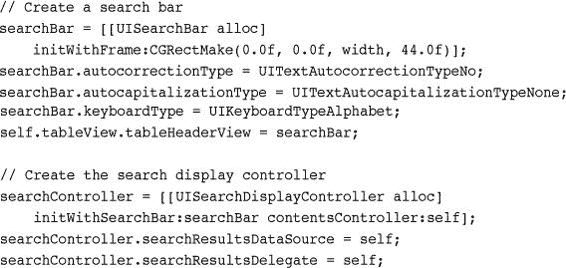 // Create a search bar
searchBar = [[UISearchBar alloc]
    initWithFrame:CGRectMake(0.0f, 0.0f, width, 44.0f)];
searchBar.autocorrectionType = UITextAutocorrectionTypeNo;
searchBar.autocapitalizationType = UITextAutocapitalizationTypeNone;
searchBar.keyboardType = UIKeyboardTypeAlphabet;
self.tableView.tableHeaderView = searchBar;

// Create the search display controller
searchController = [[UISearchDisplayController alloc]
    initWithSearchBar:searchBar contentsController:self];
searchController.searchResultsDataSource = self;
searchController.searchResultsDelegate = self;